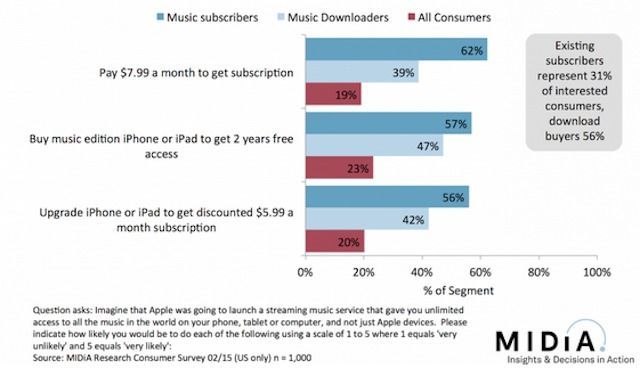 Music subscribers Music Downloaders All Consumers
Pay $7.99 a month to get subscription
62%
39%
19%
Buy music edition iPhone or iPad to get 2 years free
access
57%
47%
23%
Upgrade iPhone or iPad to get discounted $5.99 a
month subscription
56%
42%
20%
0% 20% 40% 60% 80% 100%
% of Segment
Existing
subscribers
represent 31%
of interested
consumers,
download
buyers 56%
Question asks: Imagine that Apple was going to launch a streaming music service that gave you unlimited
access to all the music in the world on your phone, tablet or computer, and not just Apple devices. Please
indicate how likely you would be to do each of the following using a scale of 1 to 5 where 1 equals 'very
unlikely' and 5 equals 'very likely':
Source: MIDiA Research Consumer Survey 02/15 (US only) n = 1,000
MIDiA
Insights & Decisions in Action